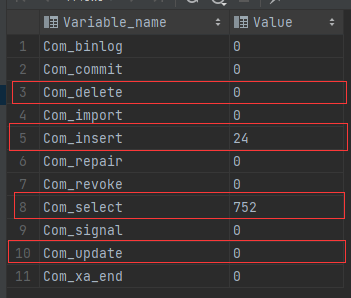 Variable_name Value
1 Com_binlog 0
2 Com_commit 0
3 Com_delete 0
4 Com_import 0
5 Com_insert 24
6 Com_repair 0
7 Com_revoke 0
8 Com_select 752
9 Com_signal 0
10 Com_update 0
11 Com_xa_end 0